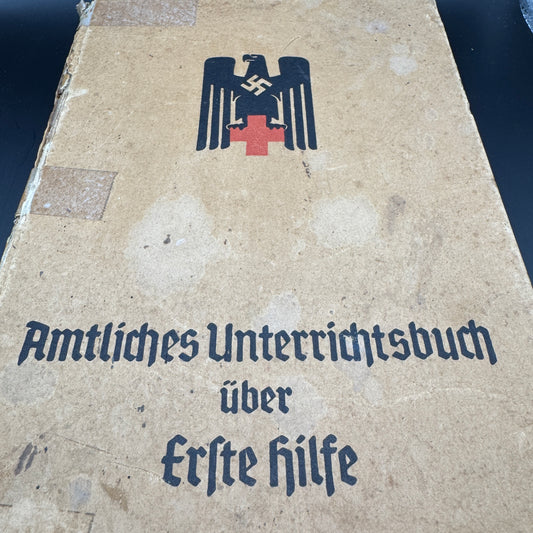 Amtliches Unterrichtsbuch
über
Erſte Hilfe